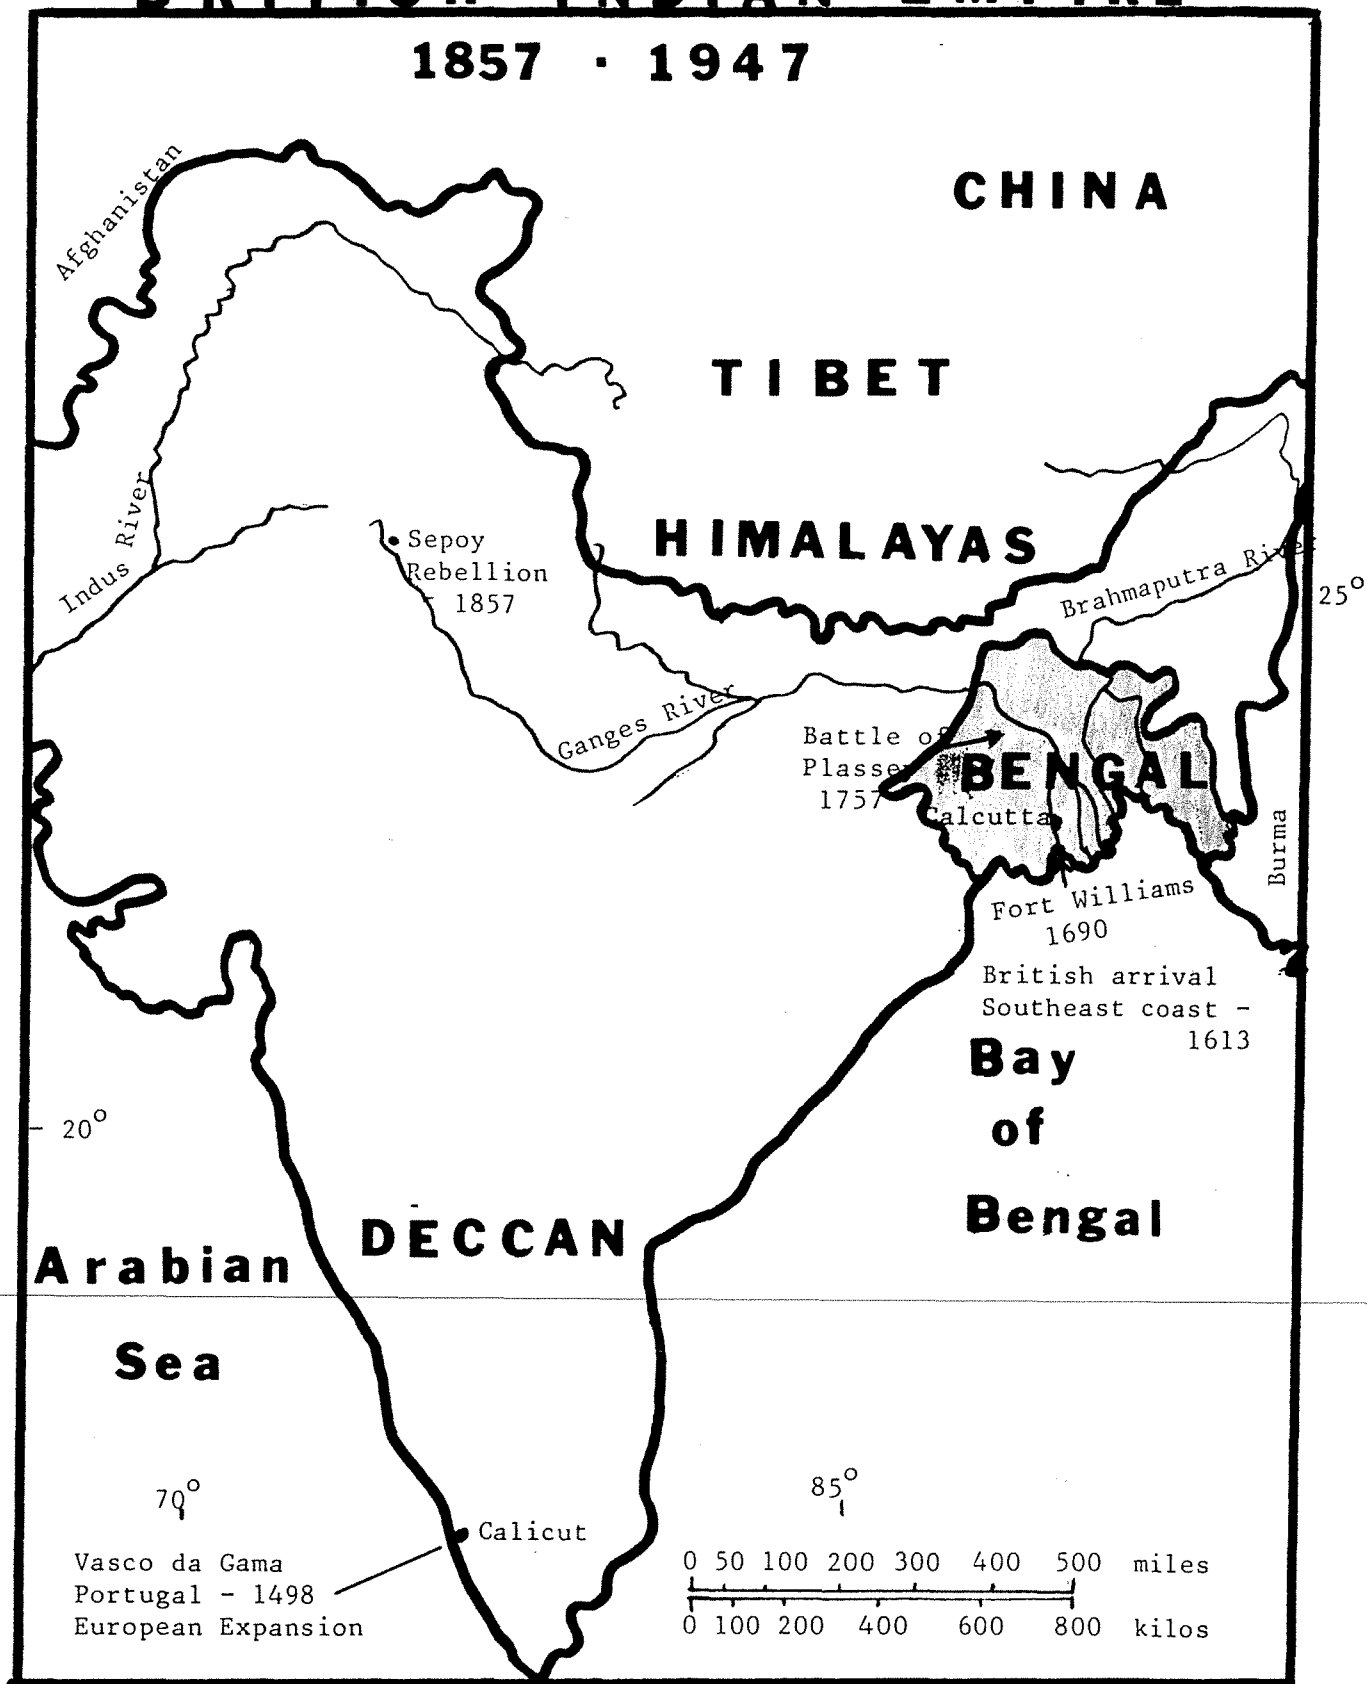 BRITISH INDIAN EMPIRE
1857 · 1947
Afghanistan
CHINA
TIBET
HIMALAYAS
Indus River
Sepoy
Rebellion
- 1857
Brahmaputra River
25°
Ganges River
Battle of
Plassey
1757
BENGAL
Calcutta
Burma
Fort Williams
1690
British arrival
Southeast coast -
1613
Bay
of
Bengal
20°
DECCAN
Arabian
Sea
70°
85°
Calicut
Vasco da Gama
Portugal - 1498
European Expansion
0 50 100 200 300 400 500 miles
0 100 200 400 600 800 kilos